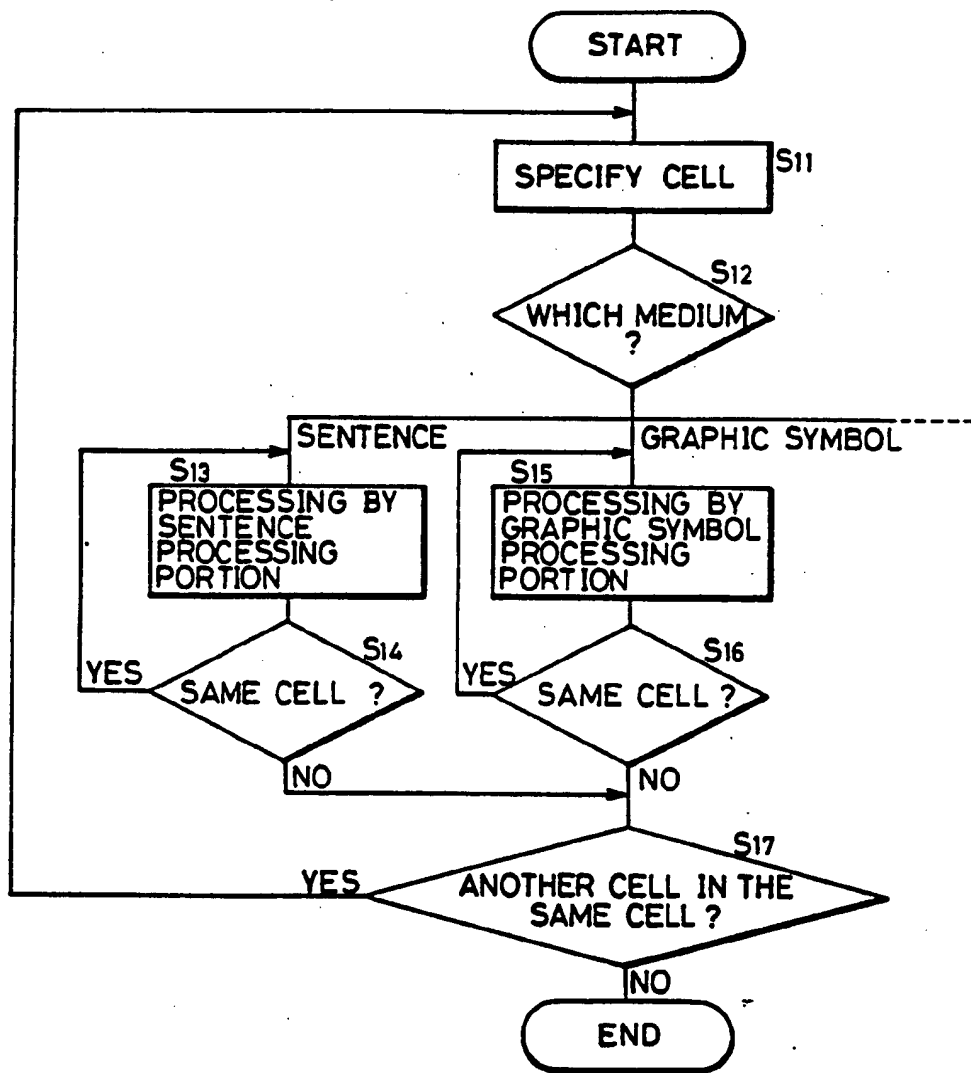 START
SPECIFY CELL
S11
S12
WHICH MEDIUM
?
SENTENCE
GRAPHIC SYMBOL
S13
PROCESSING BY
SENTENCE
PROCESSING
PORTION
S15
PROCESSING BY
GRAPHIC SYMBOL
PROCESSING
PORTION
S14
YES
SAME CELL ?
NO
S16
YES
SAME CELL ?
NO
S17
YES
ANOTHER CELL IN THE
SAME CELL ?
NO
END